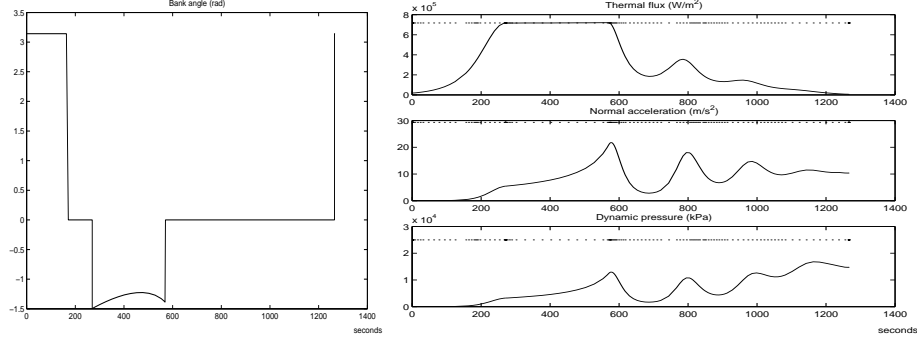 Bank angle (rad)
3.5
3
2.5
2
1.5
1
0.5
0
−0.5
−1
−1.5
0 200 400 600 800 1000 1200 1400
seconds
Thermal flux (W/m²)
x 10⁵
8
6
4
2
0
0 200 400 600 800 1000 1200 1400
Normal acceleration (m/s²)
30
20
10
0
0 200 400 600 800 1000 1200 1400
Dynamic pressure (kPa)
x 10⁴
3
2
1
0
0 200 400 600 800 1000 1200 1400
seconds